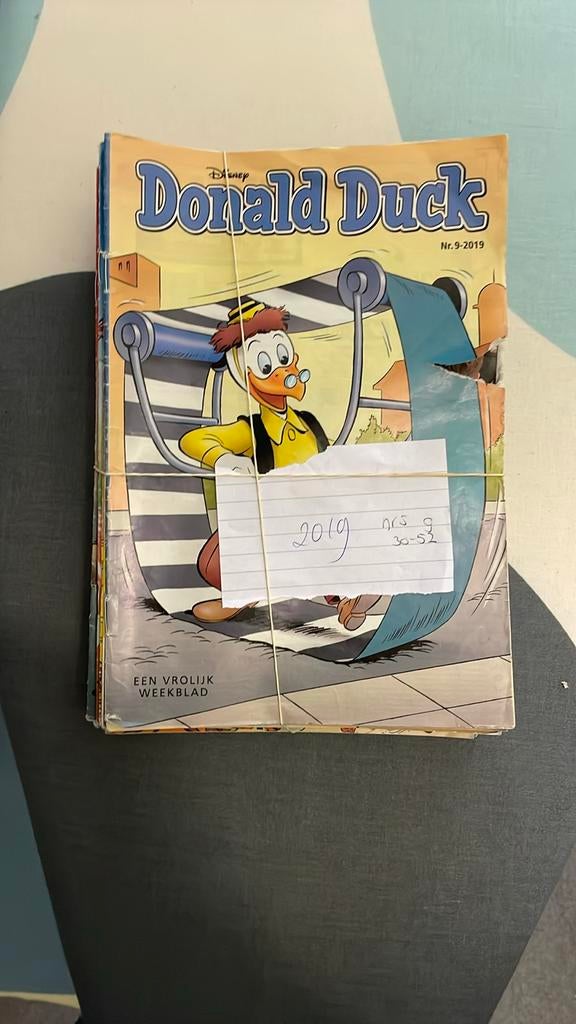 Disney
Donald Duck
Nr.9-2019
2019 nrs 9
30-52
EEN VROLIJK
WEEKBLAD